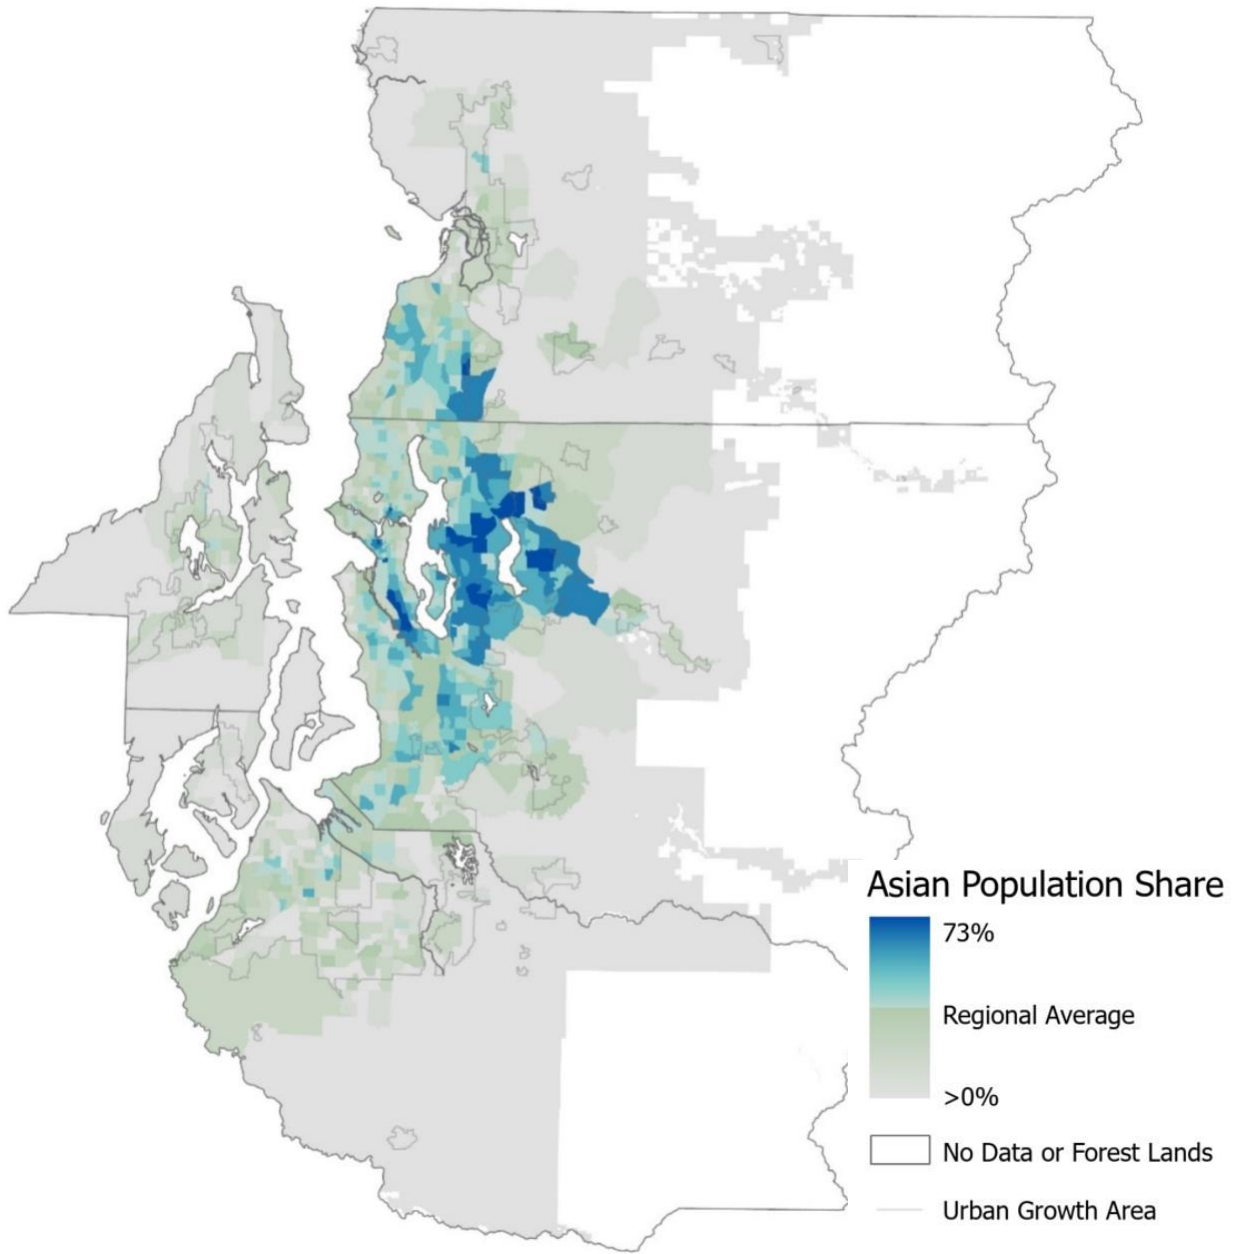 Asian Population Share
73%
Regional Average
>0%
No Data or Forest Lands
Urban Growth Area